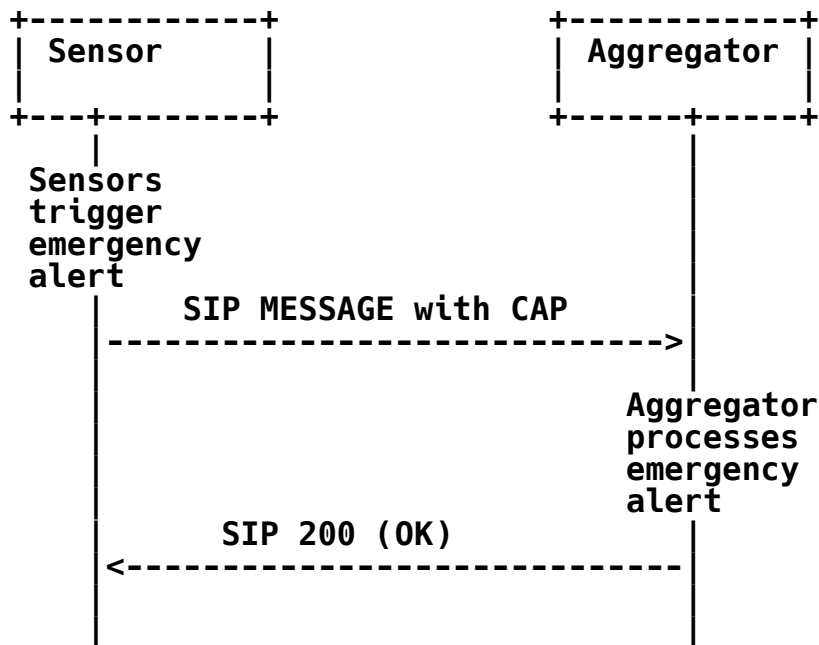 Sensor Aggregator
Sensors
trigger
emergency
alert
SIP MESSAGE with CAP
Aggregator
processes
emergency
alert
SIP 200 (OK)